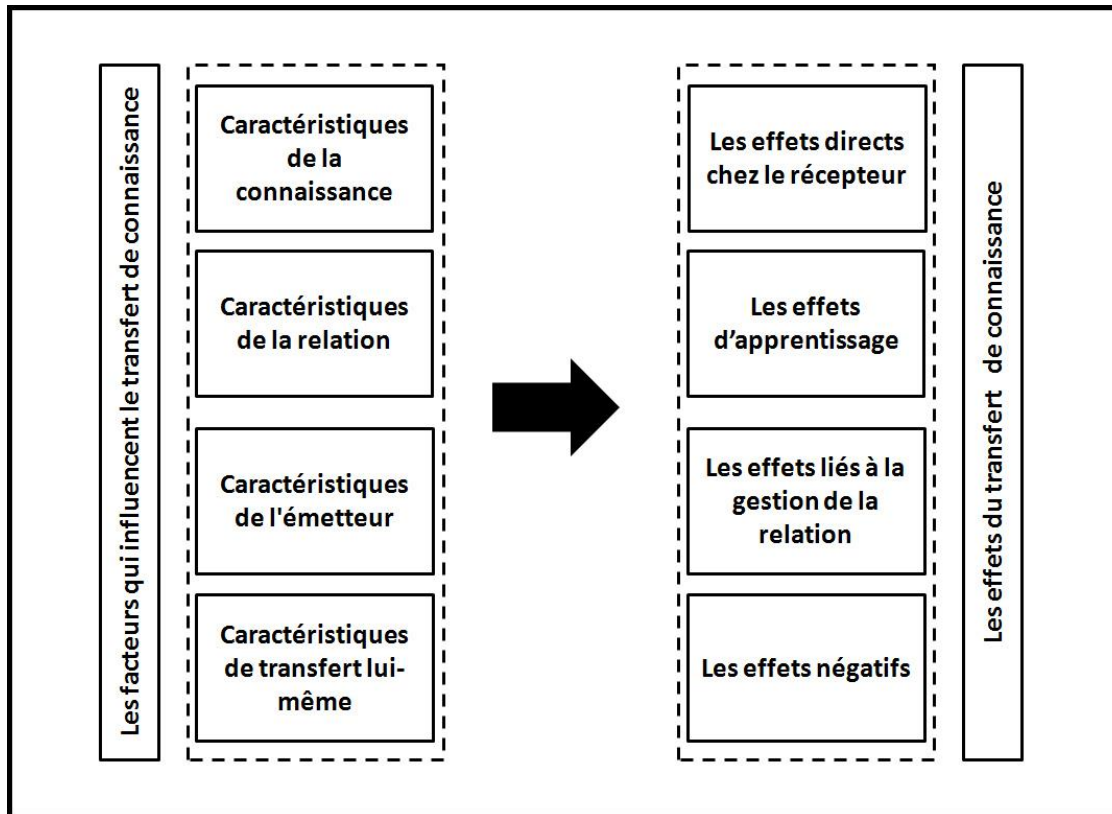 Les facteurs qui influencent le transfert de connaissance
Caractéristiques
de la
connaissance
Caractéristiques
de la relation
Caractéristiques
de l'émetteur
Caractéristiques
de transfert lui-
même
Les effets directs
chez le récepteur
Les effets
d’apprentissage
Les effets liés à la
gestion de la
relation
Les effets négatifs
Les effets du transfert de connaissance